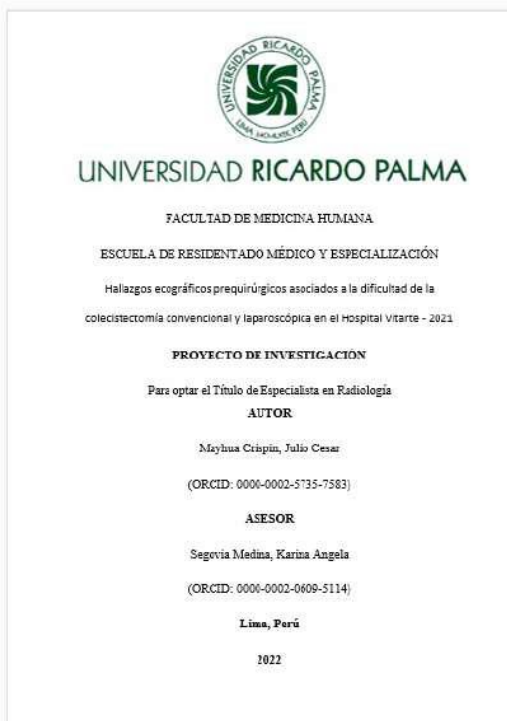 UNIVERSIDAD RICARDO PALMA
UNIVERSIDAD RICARDO PALMA
FACULTAD DE MEDICINA HUMANA
ESCUELA DE RESIDENTADO MÉDICO Y ESPECIALIZACIÓN
Hallazgos ecográficos prequirúrgicos asociados a la dificultad de la
colecistectomía convencional y laparoscópica en el Hospital Vitarte - 2021
PROYECTO DE INVESTIGACIÓN
Para optar el Título de Especialista en Radiología
AUTOR
Mayhua Crispin, Julio Cesar
(ORCID: 0000-0002-5735-7583)
ASESOR
Segovia Medina, Karina Angela
(ORCID: 0000-0002-0609-5114)
Lima, Perú
2022